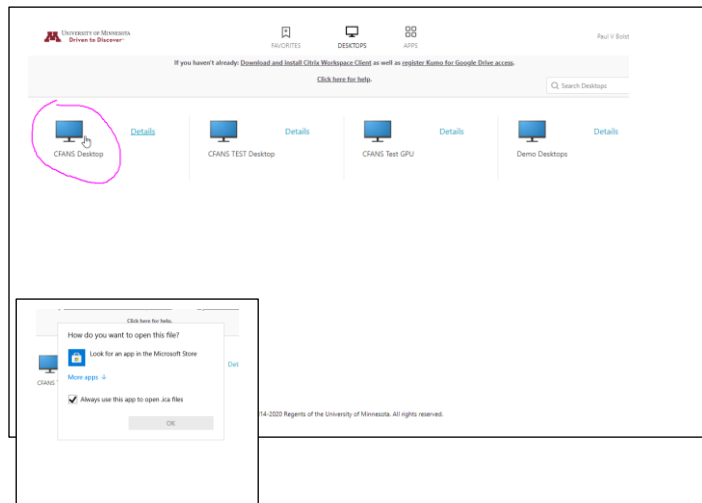 UNIVERSITY OF MINNESOTA
Driven to Discover
FAVORITES
DESKTOPS
APPS
Paul V Bolst
If you haven't already: Download and install Citrix Workspace Client as well as register Kumo for Google Drive access.
Click here for help.
Search Desktops
Details
CFANS Desktop
Details
CFANS TEST Desktop
Details
CFANS Test GPU
Details
Demo Desktops
Click here for help.
How do you want to open this file?
Look for an app in the Microsoft Store
More apps
Always use this app to open .ica files
OK
CFANS
Det
14-2020 Regents of the University of Minnesota. All rights reserved.